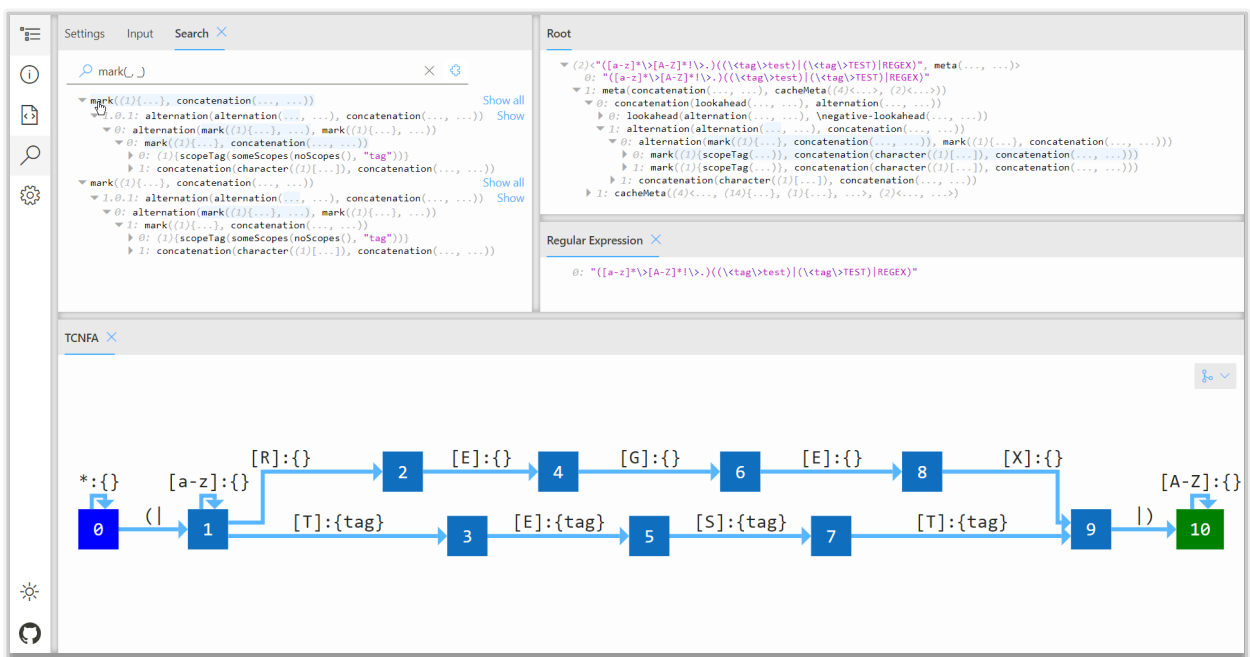 Settings Input Search
mark(_, _)
mark((1){...}, concatenation(..., ...)) Show all
1.0.1: alternation(alternation(..., ...), concatenation(..., ...)) Show
0: alternation(mark((1){...}, ...), mark((1){...}, ...))
0: mark((1){...}, concatenation(..., ...))
0: (1){scopeTag(someScopes(noScopes(), "tag"))}
1: concatenation(character((1)[...]), concatenation(..., ...))
mark((1){...}, concatenation(..., ...)) Show all
1.0.1: alternation(alternation(..., ...), concatenation(..., ...)) Show
0: alternation(mark((1){...}, ...), mark((1){...}, ...))
1: mark((1){...}, concatenation(..., ...))
0: (1){scopeTag(someScopes(noScopes(), "tag"))}
1: concatenation(character((1)[...]), concatenation(..., ...))
Root
(2)<"([a-z]*\>[A-Z]*!\>.)((\<tag\>test)|(\<tag\>TEST)|REGEX)", meta(..., ...)>
0: "([a-z]*\>[A-Z]*!\>.)((\<tag\>test)|(\<tag\>TEST)|REGEX)"
1: meta(concatenation(..., ...), cacheMeta((4)<...>, (2)<...>))
0: concatenation(lookahead(..., ...), alternation(..., ...))
0: lookahead(alternation(..., ...), \negative-lookahead(..., ...))
1: alternation(alternation(..., ...), concatenation(..., ...))
0: alternation(mark((1){...}, concatenation(..., ...)), mark((1){...}, concatenation(..., ...)))
0: mark((1){scopeTag(...)}, concatenation(character((1)[...]), concatenation(..., ...)))
1: mark((1){scopeTag(...)}, concatenation(character((1)[...]), concatenation(..., ...)))
1: concatenation(character((1)[...]), concatenation(..., ...))
1: cacheMeta((4)<..., (14){...}, (1){...}, ...>, (2)<..., ...>)
Regular Expression
0: "([a-z]*\>[A-Z]*!\>.)((\<tag\>test)|(\<tag\>TEST)|REGEX)"
TCNFA
[R]:{} [E]:{} [G]:{} [E]:{} [X]:{}
*:{} [a-z]:{} [A-Z]:{}
2 4 6 8
(| [T]:{tag} [E]:{tag} [S]:{tag} [T]:{tag} |)
0 1 3 5 7 9 10